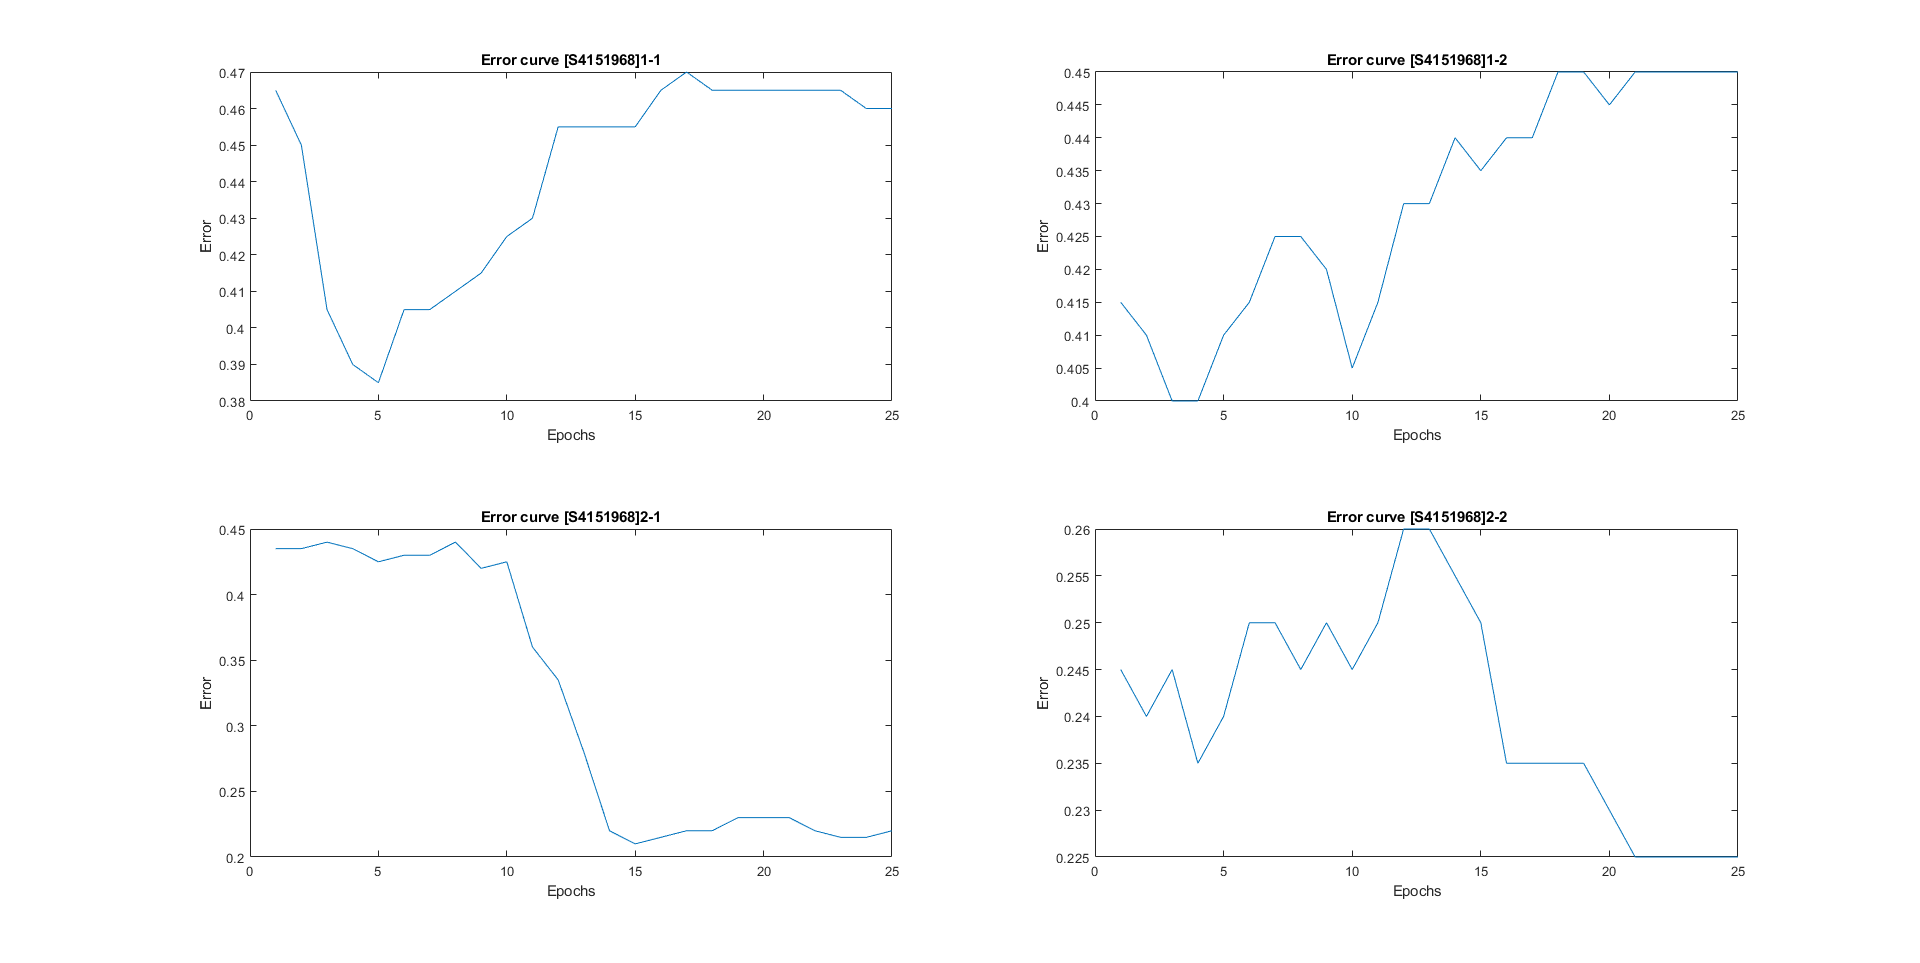 Error curve [S4151968]1-1
0.47
0.46
0.45
0.44
0.43
0.42
0.41
0.4
0.39
0.38
Error
0 5 10 15 20 25
Epochs
Error curve [S4151968]1-2
0.45
0.445
0.44
0.435
0.43
0.425
0.42
0.415
0.41
0.405
0.4
Error
0 5 10 15 20 25
Epochs
Error curve [S4151968]2-1
0.45
0.4
0.35
0.3
0.25
0.2
Error
0 5 10 15 20 25
Epochs
Error curve [S4151968]2-2
0.26
0.255
0.25
0.245
0.24
0.235
0.23
0.225
Error
0 5 10 15 20 25
Epochs